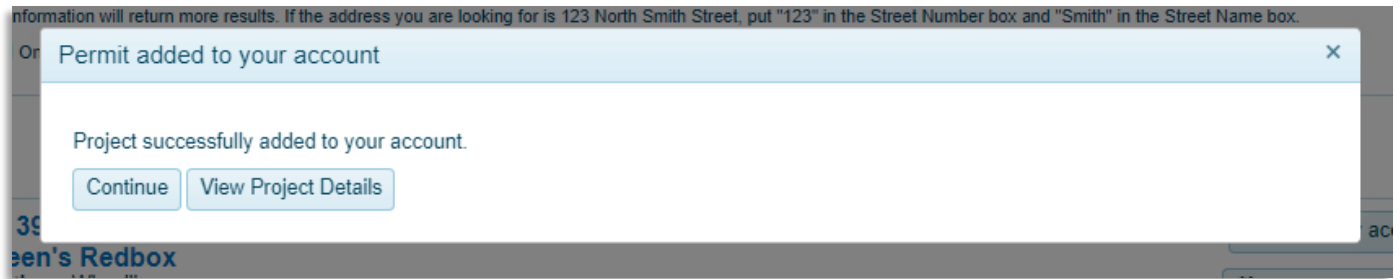 nformation will return more results. If the address you are looking for is 123 North Smith Street, put "123" in the Street Number box and "Smith" in the Street Name box.
Or
Permit added to your account ×
Project successfully added to your account.
Continue View Project Details
39
een's Redbox